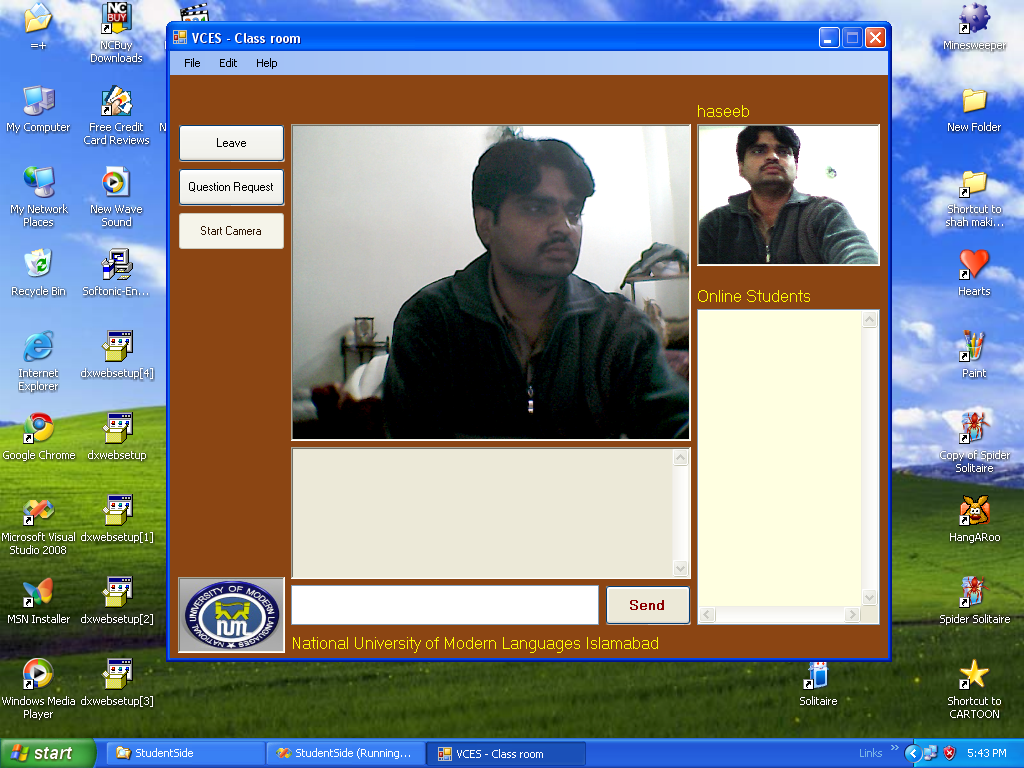 =+
NCBuy
Downloads
Minesweeper
VCES - Class room
File Edit Help
My Computer
Free Credit
Card Reviews
N
New Folder
haseeb
Leave
Question Request
Start Camera
My Network
Places
New Wave
Sound
Shortcut to
shah maki...
Recycle Bin
Softonic-En...
Hearts
Online Students
Internet
Explorer
dxwebsetup[4]
Paint
Google Chrome
dxwebsetup
Copy of Spider
Solitaire
Microsoft Visual
Studio 2008
dxwebsetup[1]
HangARoo
MSN Installer
dxwebsetup[2]
Spider Solitaire
NATIONAL UNIVERSITY OF MODERN LANGUAGES
Send
National University of Modern Languages Islamabad
Windows Media
Player
dxwebsetup[3]
Solitaire
Shortcut to
CARTOON
start
StudentSide
StudentSide (Running...
VCES - Class room
Links »
5:43 PM